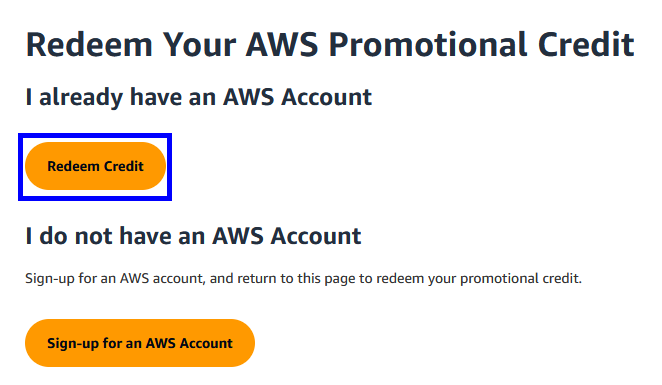 Redeem Your AWS Promotional Credit
I already have an AWS Account
Redeem Credit
I do not have an AWS Account
Sign-up for an AWS account, and return to this page to redeem your promotional credit.
Sign-up for an AWS Account